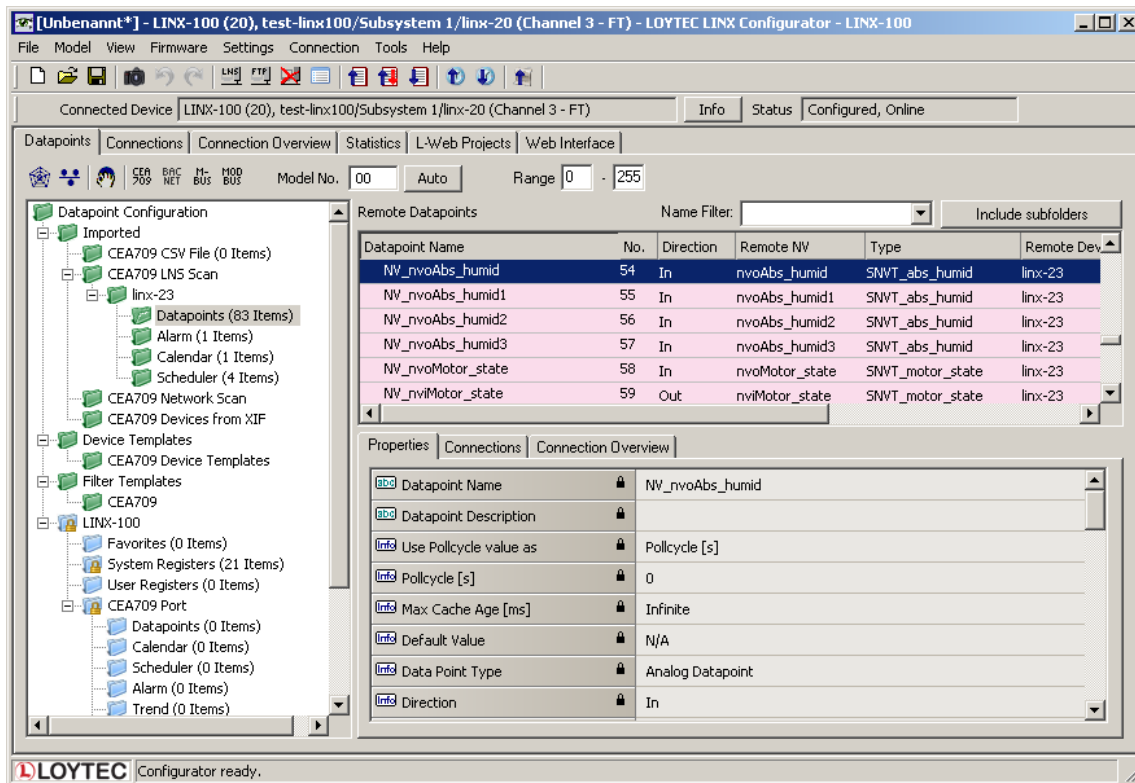 [Unbenannt*] - LINX-100 (20), test-linx100/Subsystem 1/linx-20 (Channel 3 - FT) - LOYTEC LINX Configurator - LINX-100
File Model View Firmware Settings Connection Tools Help
LNS FTP
Connected Device LINX-100 (20), test-linx100/Subsystem 1/linx-20 (Channel 3 - FT) Info Status Configured, Online
Datapoints Connections Connection Overview Statistics L-Web Projects Web Interface
CEA 709 BAC NET M- BUS MOD BUS Model No. 00 Auto Range 0 - 255
Datapoint Configuration
Imported
CEA709 CSV File (0 Items)
CEA709 LNS Scan
linx-23
Datapoints (83 Items)
Alarm (1 Items)
Calendar (1 Items)
Scheduler (4 Items)
CEA709 Network Scan
CEA709 Devices from XIF
Device Templates
CEA709 Device Templates
Filter Templates
CEA709
LINX-100
Favorites (0 Items)
System Registers (21 Items)
User Registers (0 Items)
CEA709 Port
Datapoints (0 Items)
Calendar (0 Items)
Scheduler (0 Items)
Alarm (0 Items)
Trend (0 Items)
Remote Datapoints Name Filter: Include subfolders
Datapoint Name No. Direction Remote NV Type Remote Dev
NV_nvoAbs_humid 54 In nvoAbs_humid SNVT_abs_humid linx-23
NV_nvoAbs_humid1 55 In nvoAbs_humid1 SNVT_abs_humid linx-23
NV_nvoAbs_humid2 56 In nvoAbs_humid2 SNVT_abs_humid linx-23
NV_nvoAbs_humid3 57 In nvoAbs_humid3 SNVT_abs_humid linx-23
NV_nvoMotor_state 58 In nvoMotor_state SNVT_motor_state linx-23
NV_nviMotor_state 59 Out nviMotor_state SNVT_motor_state linx-23
Properties Connections Connection Overview
abc Datapoint Name NV_nvoAbs_humid
abc Datapoint Description
Info Use Pollcycle value as Pollcycle [s]
Info Pollcycle [s] 0
Info Max Cache Age [ms] Infinite
Info Default Value N/A
Info Data Point Type Analog Datapoint
Info Direction In
LOYTEC Configurator ready.